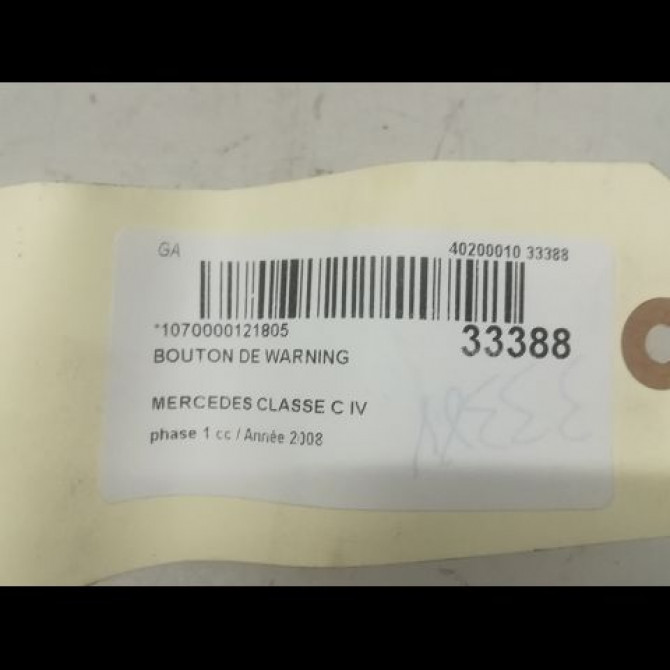 GA 40200010 33388
*1070000121805 33388
BOUTON DE WARNING
MERCEDES CLASSE C IV
phase 1 cc / Année 2008